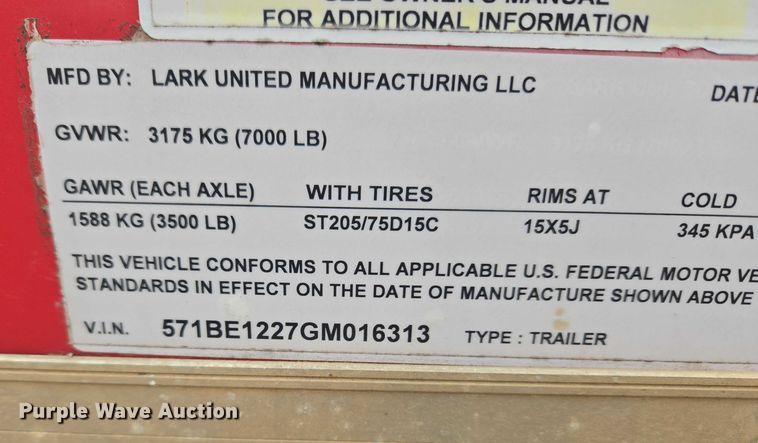 SEE OWNER'S MANUAL
FOR ADDITIONAL INFORMATION
MFD BY: LARK UNITED MANUFACTURING LLC DATE
GVWR: 3175 KG (7000 LB)
GAWR (EACH AXLE) WITH TIRES RIMS AT COLD
1588 KG (3500 LB) ST205/75D15C 15X5J 345 KPA
THIS VEHICLE CONFORMS TO ALL APPLICABLE U.S. FEDERAL MOTOR VE
STANDARDS IN EFFECT ON THE DATE OF MANUFACTURE SHOWN ABOVE
V.I.N. 571BE1227GM016313 TYPE : TRAILER
Purple Wave Auction